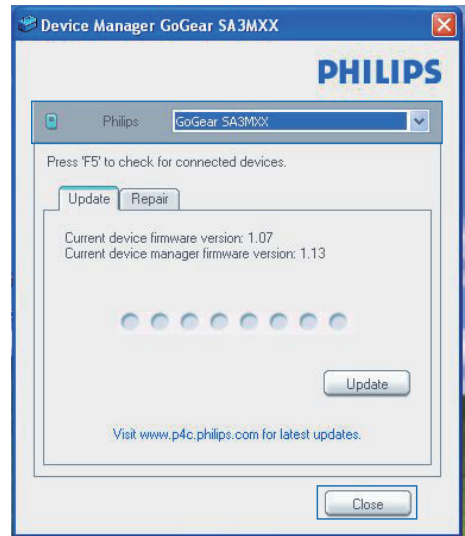 Device Manager GoGear SA3MXX
PHILIPS
Philips GoGear SA3MXX
Press 'F5' to check for connected devices.
Update Repair
Current device firmware version: 1.07
Current device manager firmware version: 1.13
Update
Visit www.p4c.philips.com for latest updates.
Close